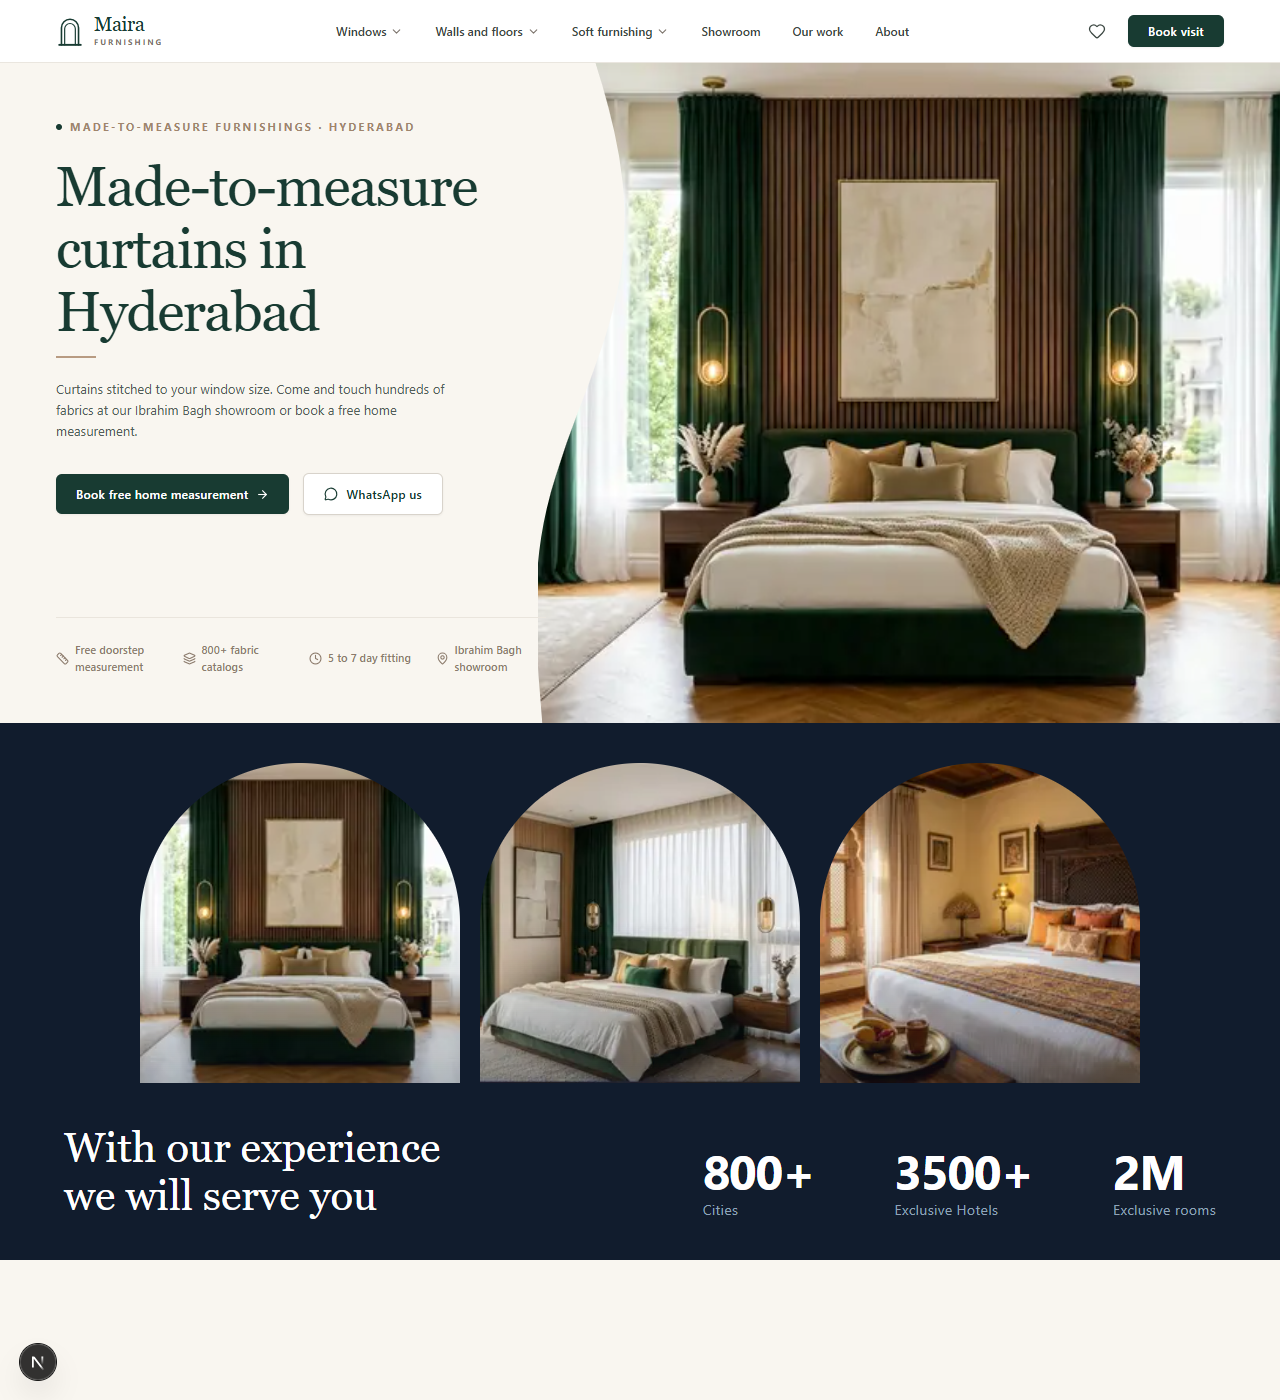 Maira
FURNISHING
Windows
Walls and floors
Soft furnishing
Showroom
Our work
About
Book visit
MADE-TO-MEASURE FURNISHINGS · HYDERABAD
Made-to-measure
curtains in
Hyderabad
Curtains stitched to your window size. Come and touch hundreds of
fabrics at our Ibrahim Bagh showroom or book a free home
measurement.
Book free home measurement
WhatsApp us
Free doorstep
measurement
800+ fabric
catalogs
5 to 7 day fitting
Ibrahim Bagh
showroom
With our experience
we will serve you
800+
Cities
3500+
Exclusive Hotels
2M
Exclusive rooms
N